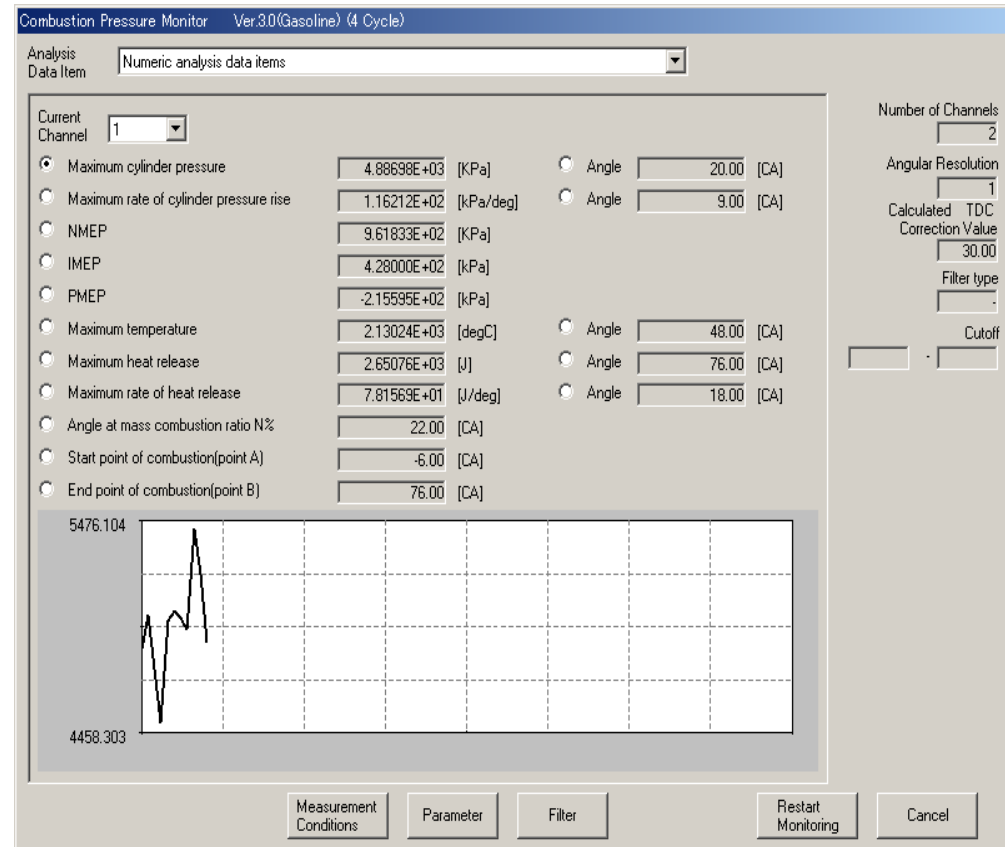 Combustion Pressure Monitor Ver.3.0(Gasoline) (4 Cycle)
Analysis
Data Item
Numeric analysis data items
Current
Channel
1
Maximum cylinder pressure 4.88698E+03 [KPa] Angle 20.00 [CA]
Maximum rate of cylinder pressure rise 1.16212E+02 [kPa/deg] Angle 9.00 [CA]
NMEP 9.61833E+02 [KPa]
IMEP 4.28000E+02 [kPa]
PMEP -2.15595E+02 [kPa]
Maximum temperature 2.13024E+03 [degC] Angle 48.00 [CA]
Maximum heat release 2.65076E+03 [J] Angle 76.00 [CA]
Maximum rate of heat release 7.81569E+01 [J/deg] Angle 18.00 [CA]
Angle at mass combustion ratio N% 22.00 [CA]
Start point of combustion(point A) -6.00 [CA]
End point of combustion(point B) 76.00 [CA]
5476.104
4458.303
Number of Channels
2
Angular Resolution
1
Calculated TDC
Correction Value
30.00
Filter type
-
Cutoff
-
Measurement
Conditions
Parameter
Filter
Restart
Monitoring
Cancel